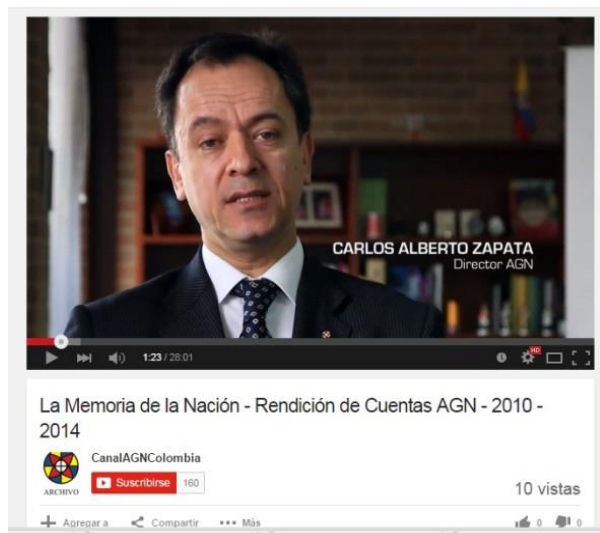 CARLOS ALBERTO ZAPATA
Director AGN
1:23 / 28:01
HD
La Memoria de la Nación - Rendición de Cuentas AGN - 2010 -
2014
CanalAGNColombia
Suscribirse 160
ARCHIVO
10 vistas
Agregar a Compartir Más 0 0